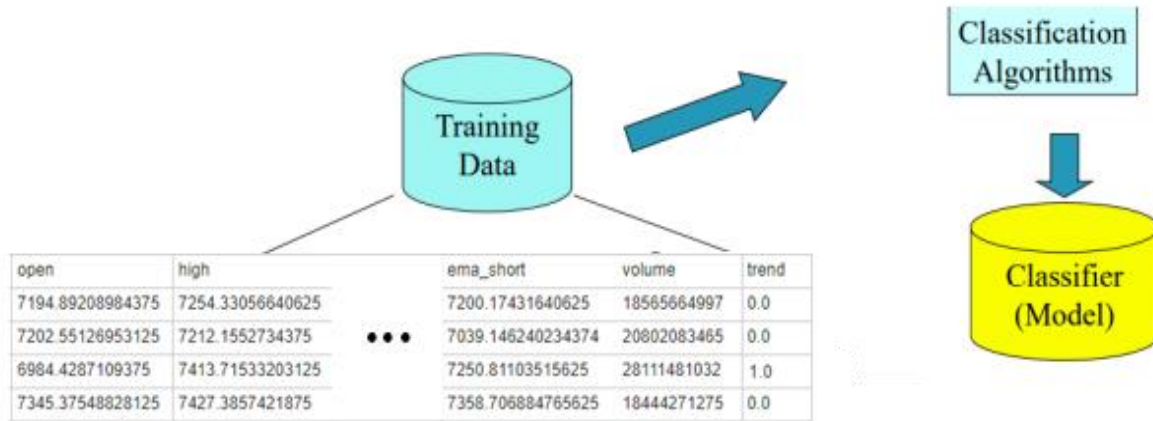 Classification
Algorithms
Training
Data
open high ema_short volume trend
7194.89208984375 7254.33056640625 7200.17431640625 18565664997 0.0
7202.55126953125 7212.1552734375 ••• 7039.146240234374 20802083465 0.0
6984.4287109375 7413.71533203125 7250.81103515625 28111481032 1.0
7345.37548828125 7427.3857421875 7358.706884765625 18444271275 0.0
Classifier
(Model)